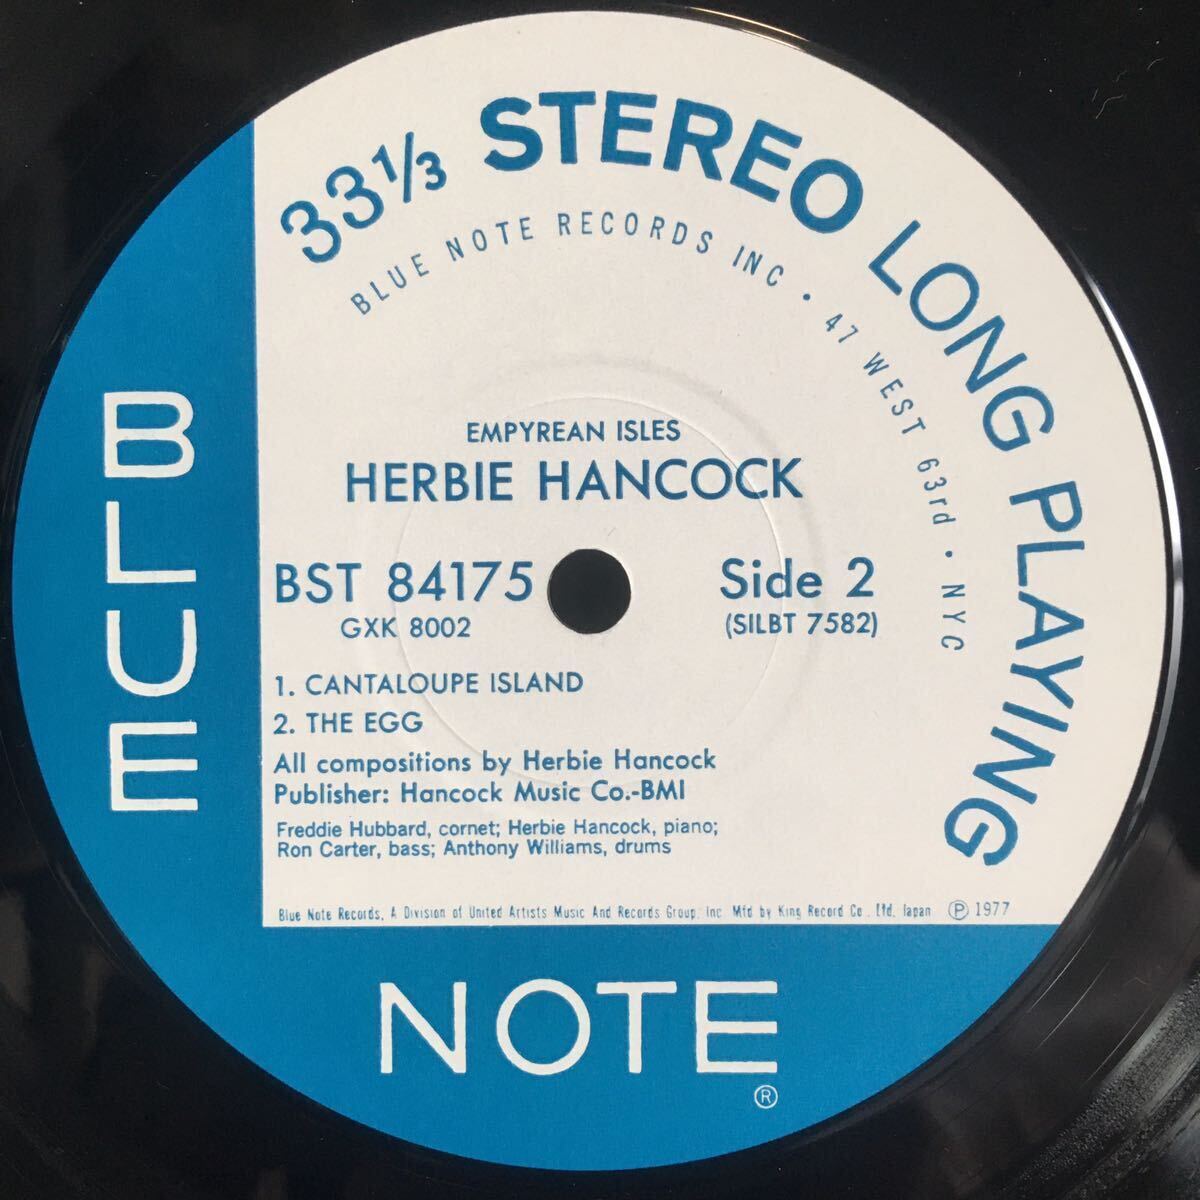 33⅓ STEREO LONG PLAYING
BLUE NOTE RECORDS INC • 47 WEST 63rd • NYC
EMPYREAN ISLES
HERBIE HANCOCK
BST 84175
GXK 8002
Side 2
(SILBT 7582)
1. CANTALOUPE ISLAND
2. THE EGG
All compositions by Herbie Hancock
Publisher: Hancock Music Co.-BMI
Freddie Hubbard, cornet; Herbie Hancock, piano;
Ron Carter, bass; Anthony Williams, drums
Blue Note Records, A Division of United Artists Music And Records Group, Inc. Mfd by King Record Co., Ltd. Japan ℗ 1977
BLUE
NOTE
®